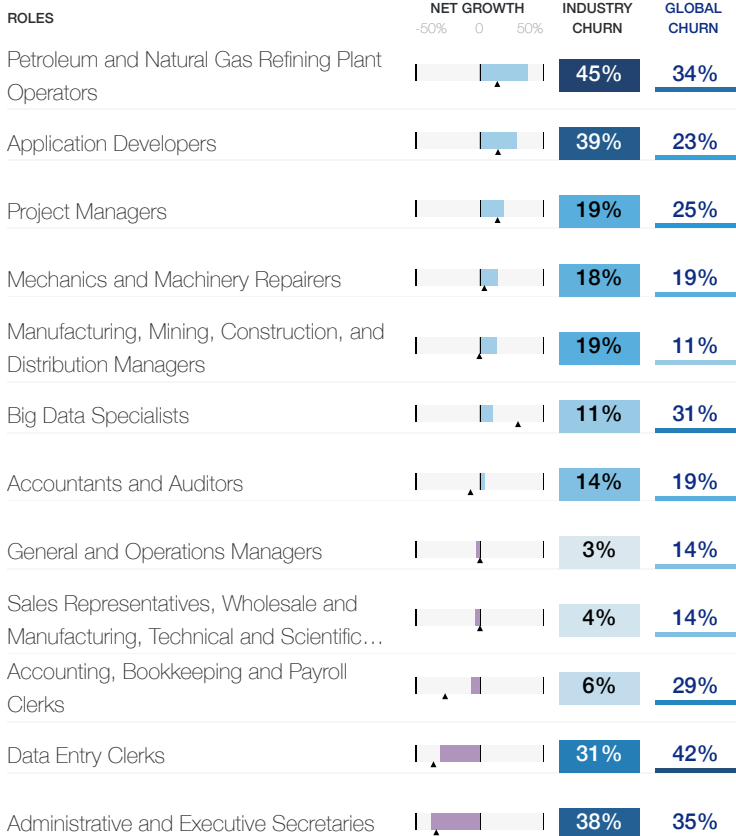 ROLES NET GROWTH INDUSTRY CHURN GLOBAL CHURN
-50% 0 50%
Petroleum and Natural Gas Refining Plant
Operators
45% 34%
Application Developers 39% 23%
Project Managers 19% 25%
Mechanics and Machinery Repairers 18% 19%
Manufacturing, Mining, Construction, and
Distribution Managers
19% 11%
Big Data Specialists 11% 31%
Accountants and Auditors 14% 19%
General and Operations Managers 3% 14%
Sales Representatives, Wholesale and
Manufacturing, Technical and Scientific…
4% 14%
Accounting, Bookkeeping and Payroll
Clerks
6% 29%
Data Entry Clerks 31% 42%
Administrative and Executive Secretaries 38% 35%